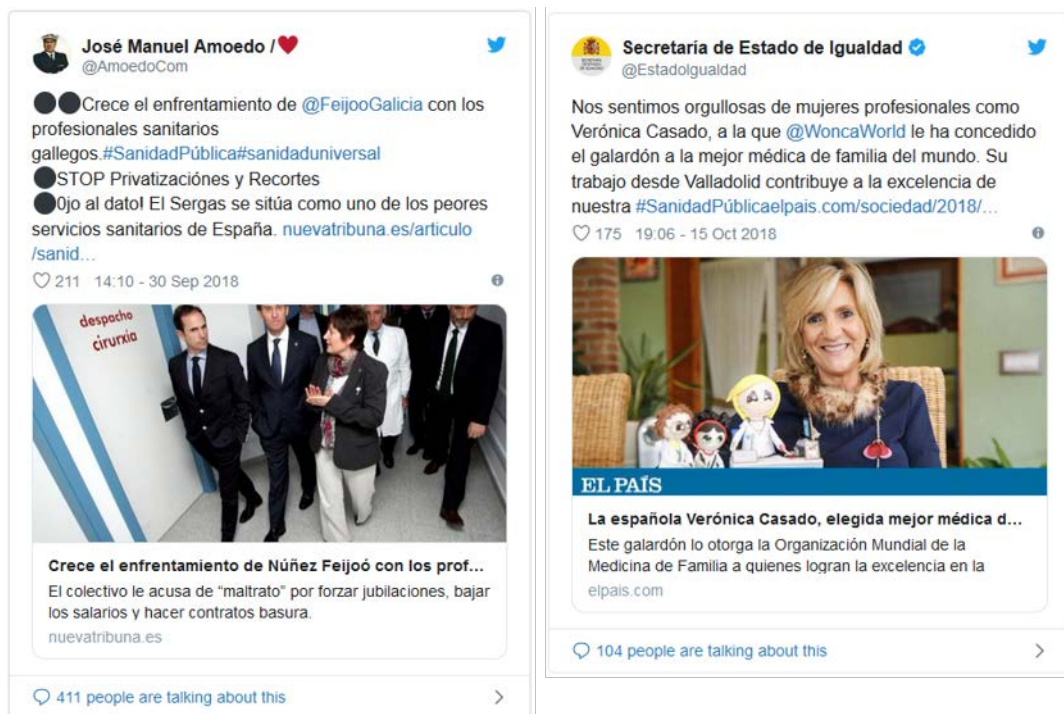 José Manuel Amoedo /
@AmoedoCom
Crece el enfrentamiento de @FeijooGalicia con los
profesionales sanitarios
gallegos.#SanidadPública#sanidaduniversal
STOP Privatizaciónes y Recortes
0jo al dato! El Sergas se sitúa como uno de los peores
servicios sanitarios de España. nuevatribuna.es/articulo
/sanid…
211 14:10 - 30 Sep 2018
despacho
cirurxia
Crece el enfrentamiento de Núñez Feijoó con los prof...
El colectivo le acusa de “maltrato” por forzar jubilaciones, bajar
los salarios y hacer contratos basura.
nuevatribuna.es
411 people are talking about this
Secretaría de Estado de Igualdad
@EstadoIgualdad
Nos sentimos orgullosas de mujeres profesionales como
Verónica Casado, a la que @WoncaWorld le ha concedido
el galardón a la mejor médica de familia del mundo. Su
trabajo desde Valladolid contribuye a la excelencia de
nuestra #SanidadPúblicaelpais.com/sociedad/2018/…
175 19:06 - 15 Oct 2018
EL PAÍS
La española Verónica Casado, elegida mejor médica d...
Este galardón lo otorga la Organización Mundial de la
Medicina de Familia a quienes logran la excelencia en la
elpais.com
104 people are talking about this